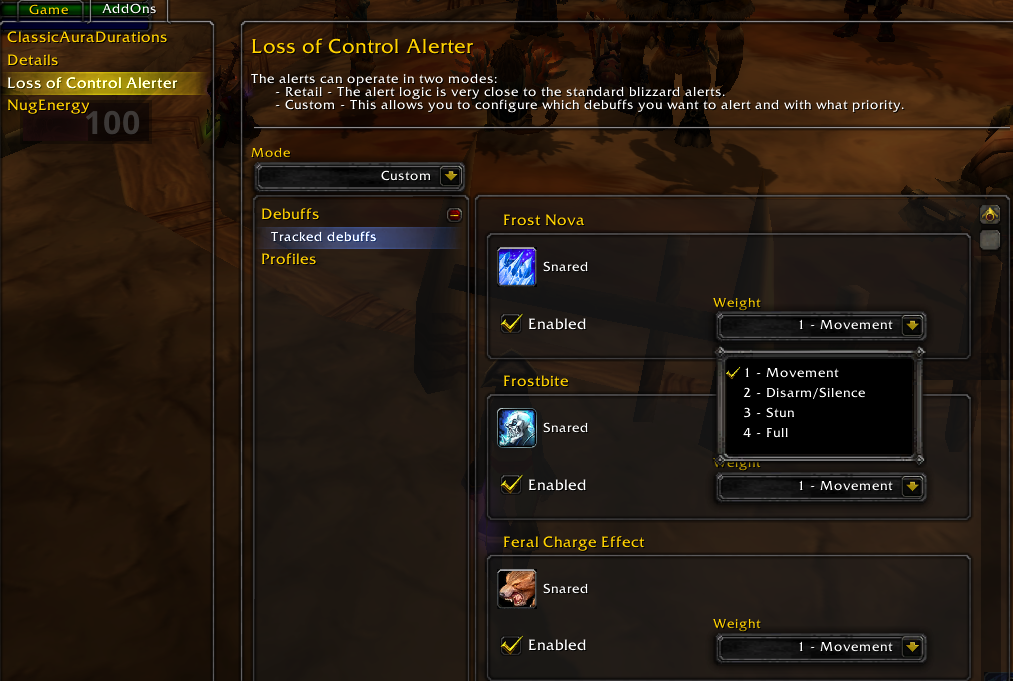 Game
AddOns
ClassicAuraDurations
Details
Loss of Control Alerter
NugEnergy
100
Loss of Control Alerter
The alerts can operate in two modes:
- Retail - The alert logic is very close to the standard blizzard alerts.
- Custom - This allows you to configure which debuffs you want to alert and with what priority.
Mode
Custom
Debuffs
Tracked debuffs
Profiles
Frost Nova
Snared
Enabled
Weight
1 - Movement
1 - Movement
2 - Disarm/Silence
3 - Stun
4 - Full
Frostbite
Snared
Enabled
Weight
1 - Movement
Feral Charge Effect
Snared
Enabled
Weight
1 - Movement